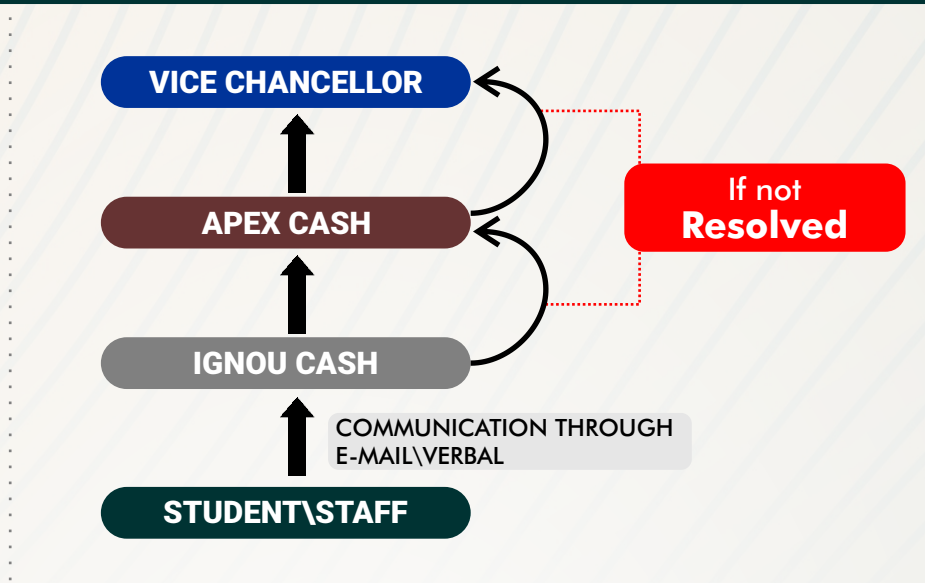 VICE CHANCELLOR
APEX CASH
If not
Resolved
IGNOU CASH
COMMUNICATION THROUGH
E-MAIL\VERBAL
STUDENT\STAFF